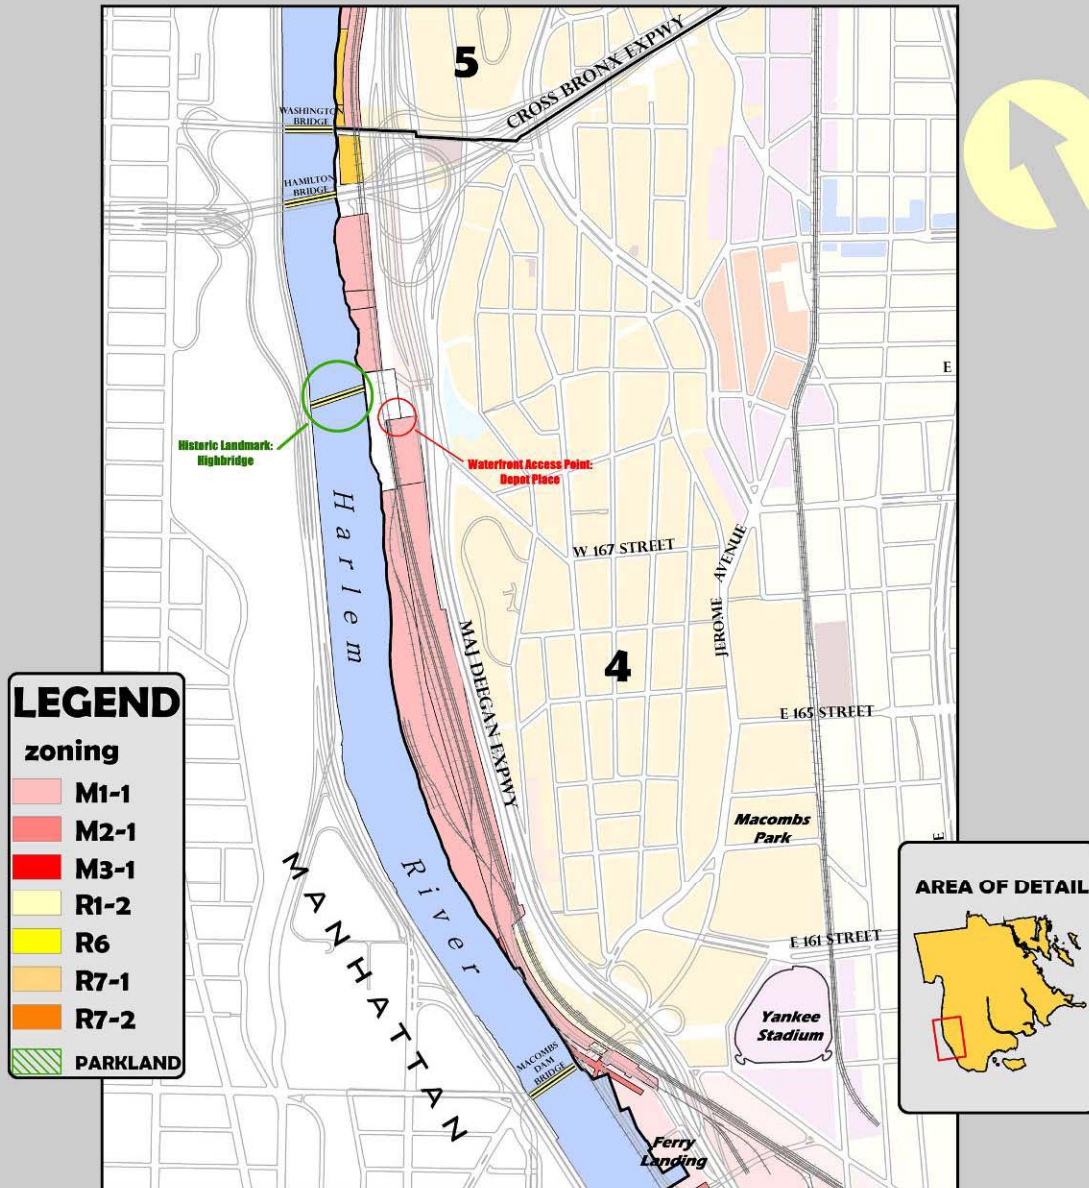 5
CROSS BRONX EXPWY
WASHINGTON
BRIDGE
HAMILTON
BRIDGE
E
Historic Landmark:
Highbridge
Waterfront Access Point:
Depot Place
Harlem
W 167 STREET
JEROME AVENUE
MAJ DEEGAN EXPWY
4
E 165 STREET
LEGEND
zoning
M1-1
M2-1
M3-1
R1-2
R6
R7-1
R7-2
PARKLAND
Macombs
Park
E
River
MANHATTAN
AREA OF DETAIL
E 161 STREET
Yankee
Stadium
MACOMBS
DAM
BRIDGE
Ferry
Landing